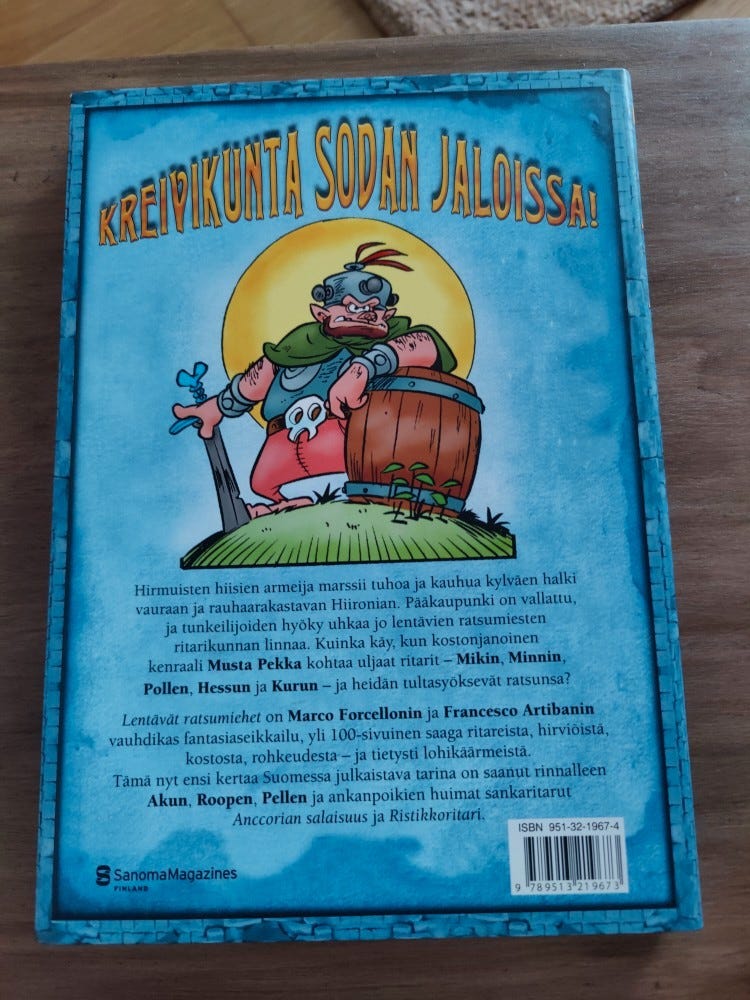 KREIVIKUNTA SODAN JALOISSA!
Hirmuisten hiisien armeija marssii tuhoa ja kauhua kylväen halki
vauraan ja rauhaarakastavan Hiironian. Pääkaupunki on vallattu,
ja tunkeilijoiden hyöky uhkaa jo lentävien ratsumiesten
ritarikunnan linnaa. Kuinka käy, kun kostonjanoinen
kenraali Musta Pekka kohtaa uljaat ritarit – Mikin, Minnin,
Pollen, Hessun ja Kurun – ja heidän tultasyöksevät ratsunsa?
Lentävät ratsumiehet on Marco Forcellonin ja Francesco Artibanin
vauhdikas fantasiaseikkailu, yli 100-sivuinen saaga ritareista, hirviöistä,
kostosta, rohkeudesta – ja tietysti lohikäärmeistä.
Tämä nyt ensi kertaa Suomessa julkaistava tarina on saanut rinnalleen
Akun, Roopen, Pellen ja ankanpoikien huimat sankaritarut
Anccorian salaisuus ja Ristikkoritari.
ISBN 951-32-1967-4
9 789513 219673
SanomaMagazines
FINLAND